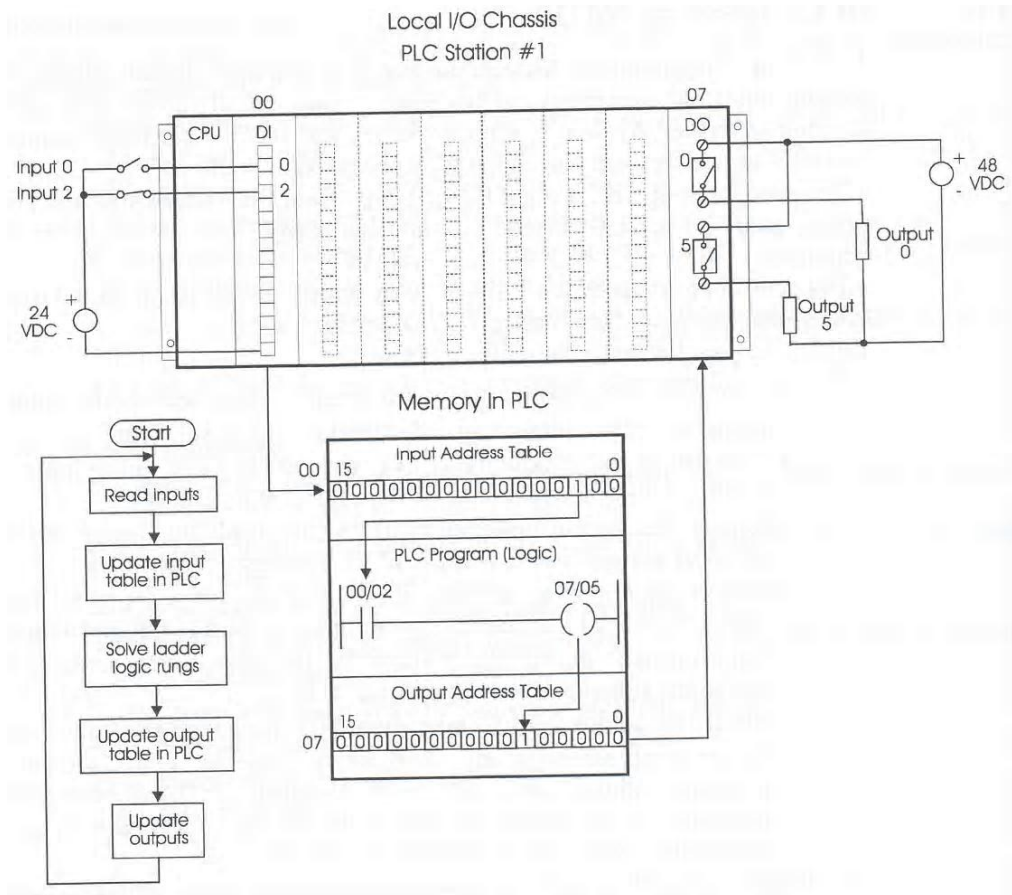 Local I/O Chassis
PLC Station #1
00
07
CPU
DI
DO
Input 0
0
Input 2
2
0
+
48
VDC
-
Output
0
5
+
24
VDC
-
Output
5
Memory In PLC
Start
Read inputs
Update input
table in PLC
Solve ladder
logic rungs
Update output
table in PLC
Update
outputs
Input Address Table
00
15
0
0 0 0 0 0 0 0 0 0 0 0 0 0 1 0 0
PLC Program (Logic)
00/02
07/05
Output Address Table
15
0
07
0 0 0 0 0 0 0 0 0 0 1 0 0 0 0 0